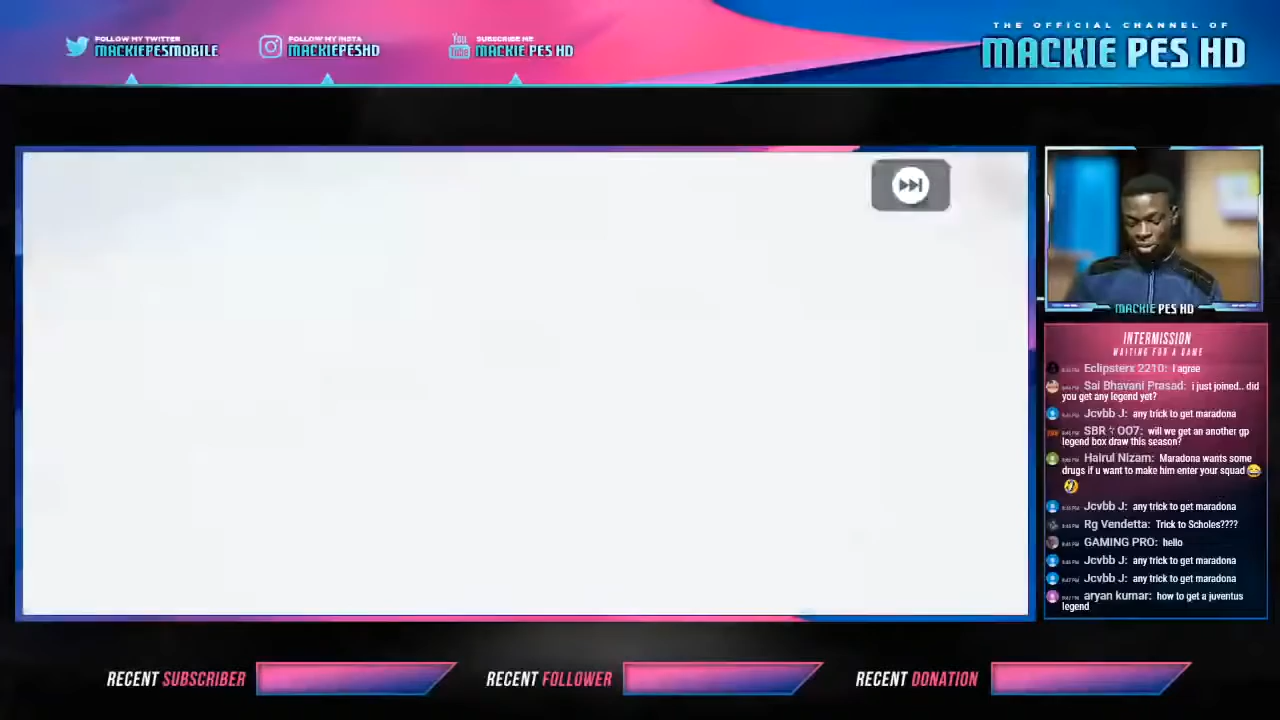 FOLLOW MY TWITTER
MACKIEPESMOBILE
FOLLOW MY INSTA
MACKIEPESHD
You
Tube
SUBSCRIBE ME
MACKIE PES HD
THE OFFICIAL CHANNEL OF
MACKIE PES HD
MACKIE PES HD
INTERMISSION
WAITING FOR A GAME
Eclipsterx 2210: I agree
Sai Bhavani Prasad: i just joined.. did
you get any legend yet?
Jcvbb J: any trick to get maradona
SBR ϟ 007: will we get an another gp
legend box draw this season?
Hairul Nizam: Maradona wants some
drugs if u want to make him enter your squad 😂
🤣
Jcvbb J: any trick to get maradona
Rg Vendetta: Trick to Scholes????
GAMING PRO: hello
Jcvbb J: any trick to get maradona
Jcvbb J: any trick to get maradona
aryan kumar: how to get a juventus
legend
RECENT SUBSCRIBER
RECENT FOLLOWER
RECENT DONATION